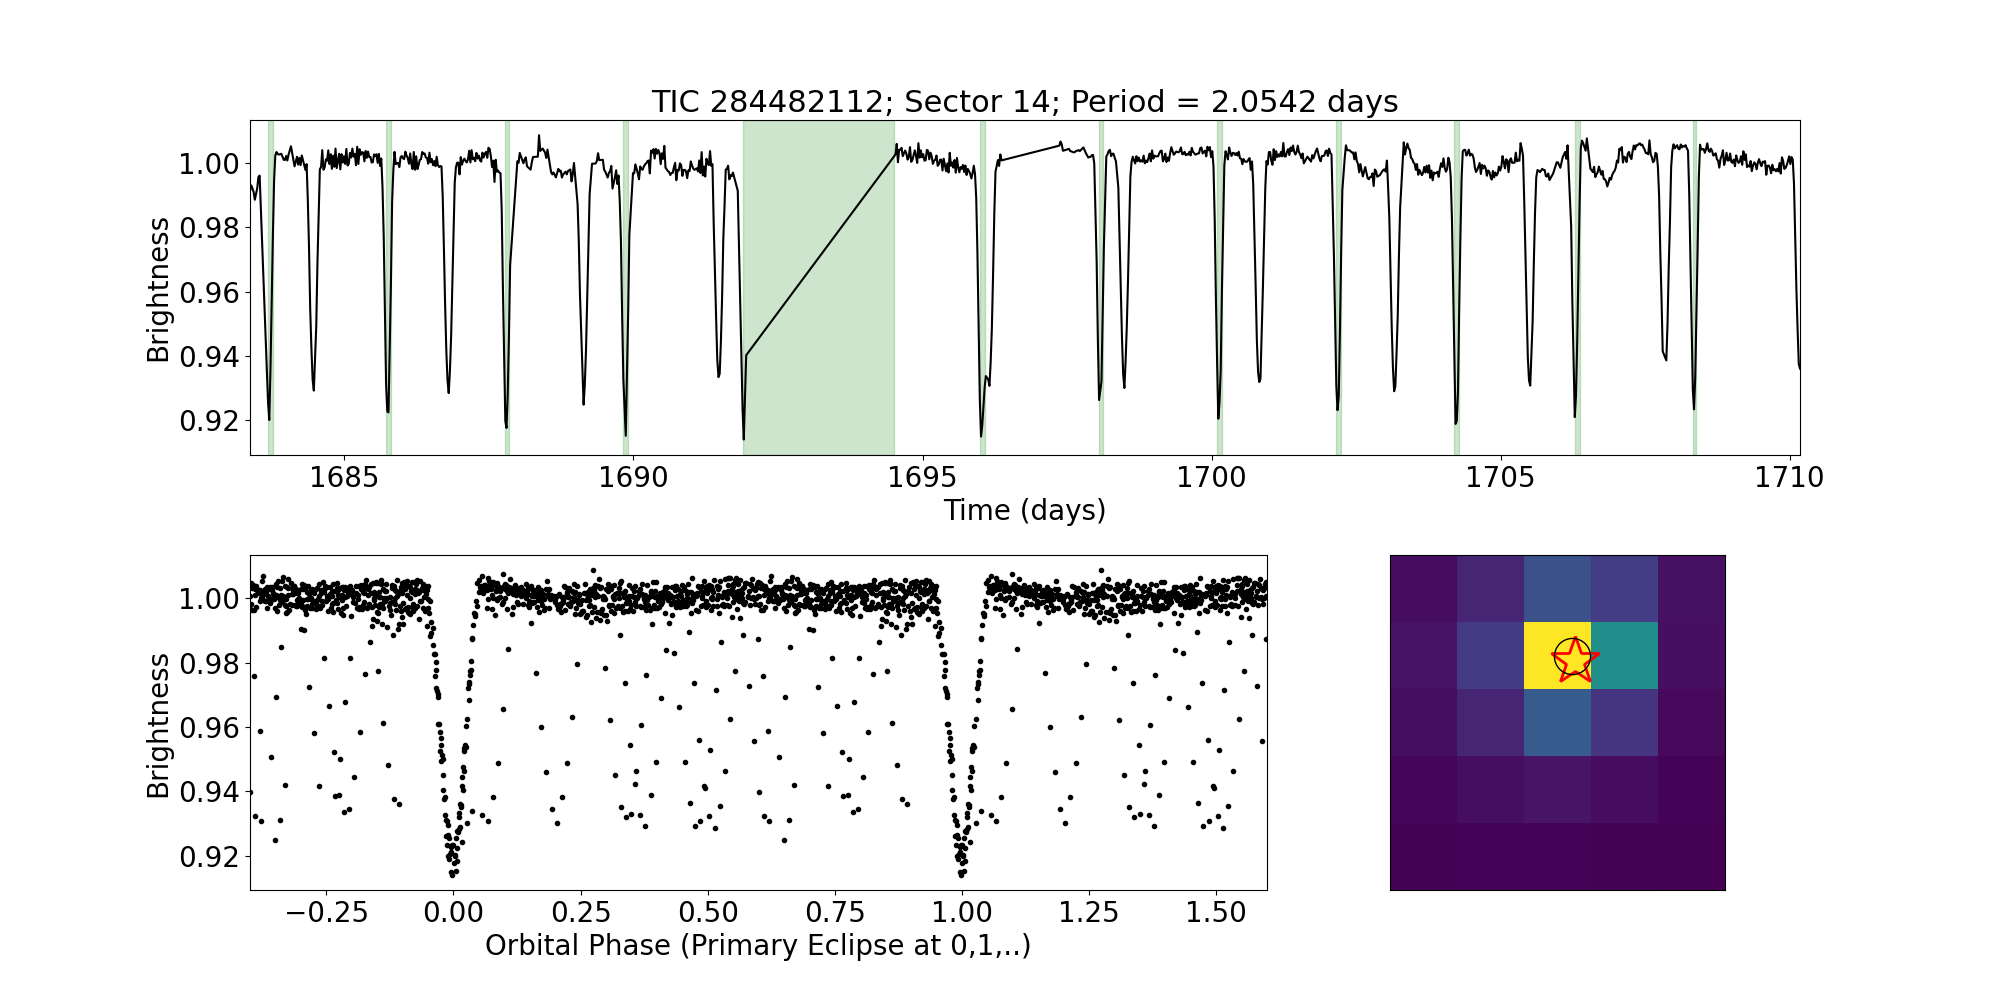 TIC 284482112; Sector 14; Period = 2.0542 days
Brightness
1.00
0.98
0.96
0.94
0.92
1685 1690 1695 1700 1705 1710
Time (days)
Brightness
1.00
0.98
0.96
0.94
0.92
−0.25 0.00 0.25 0.50 0.75 1.00 1.25 1.50
Orbital Phase (Primary Eclipse at 0,1,..)